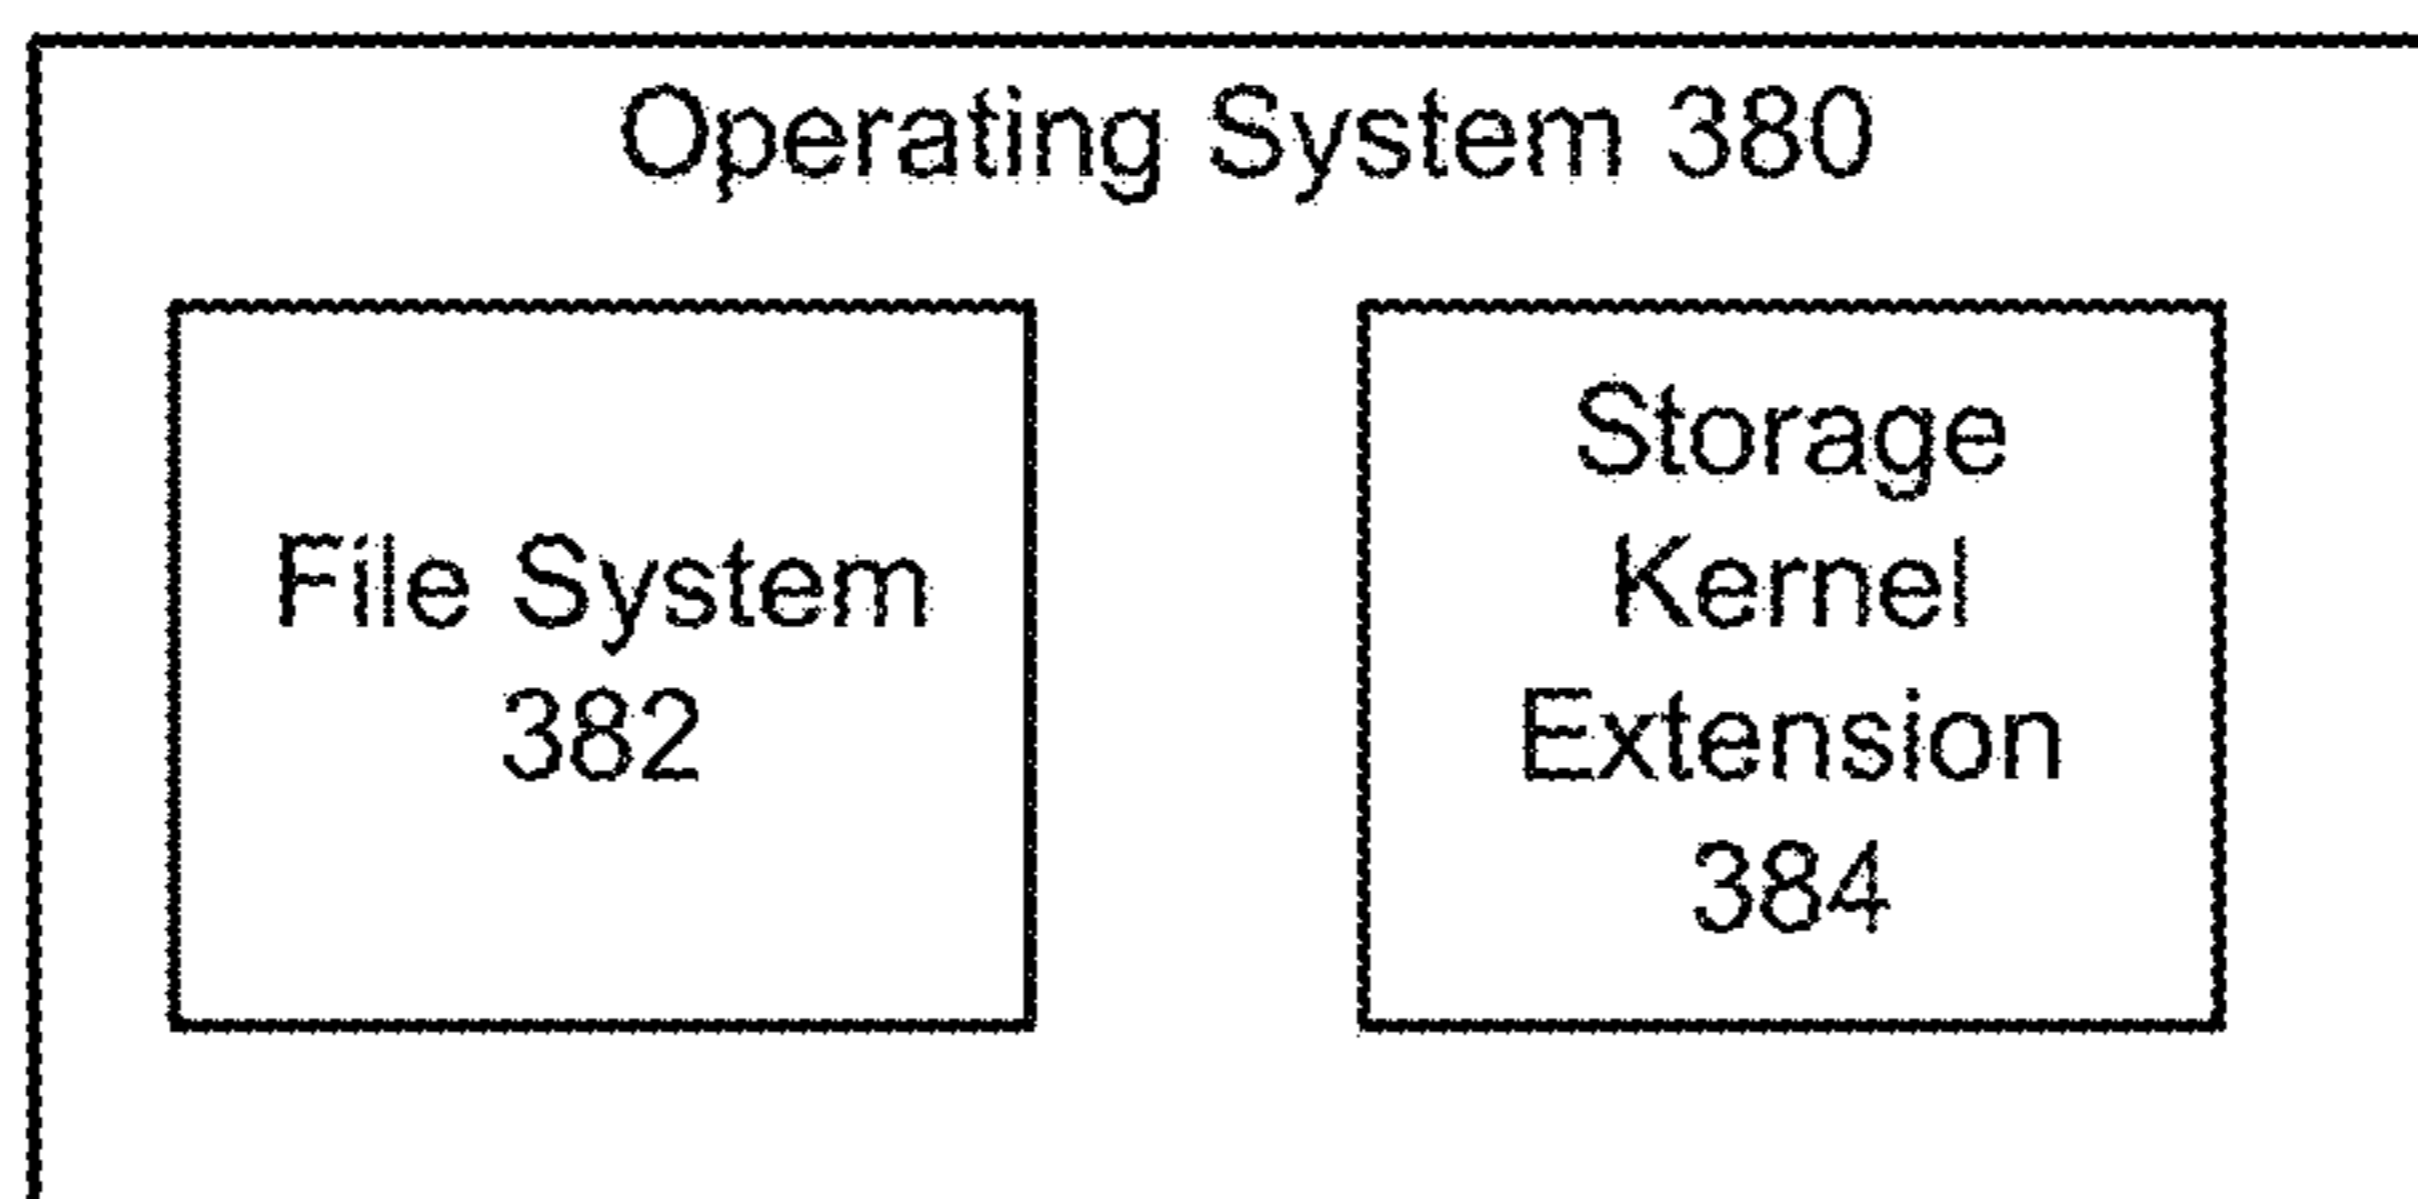 Operating System 380
File System
382
Storage
Kernel
Extension
384